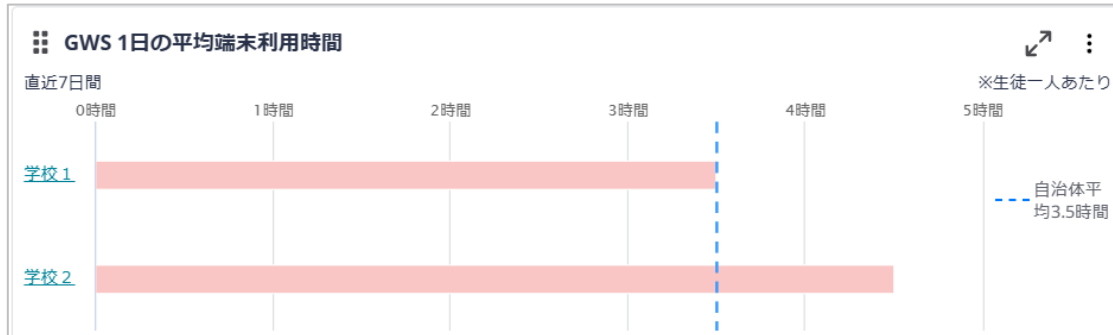 GWS 1日の平均端末利用時間
直近7日間
※生徒一人あたり
0時間 1時間 2時間 3時間 4時間 5時間
学校１
自治体平
均3.5時間
学校２